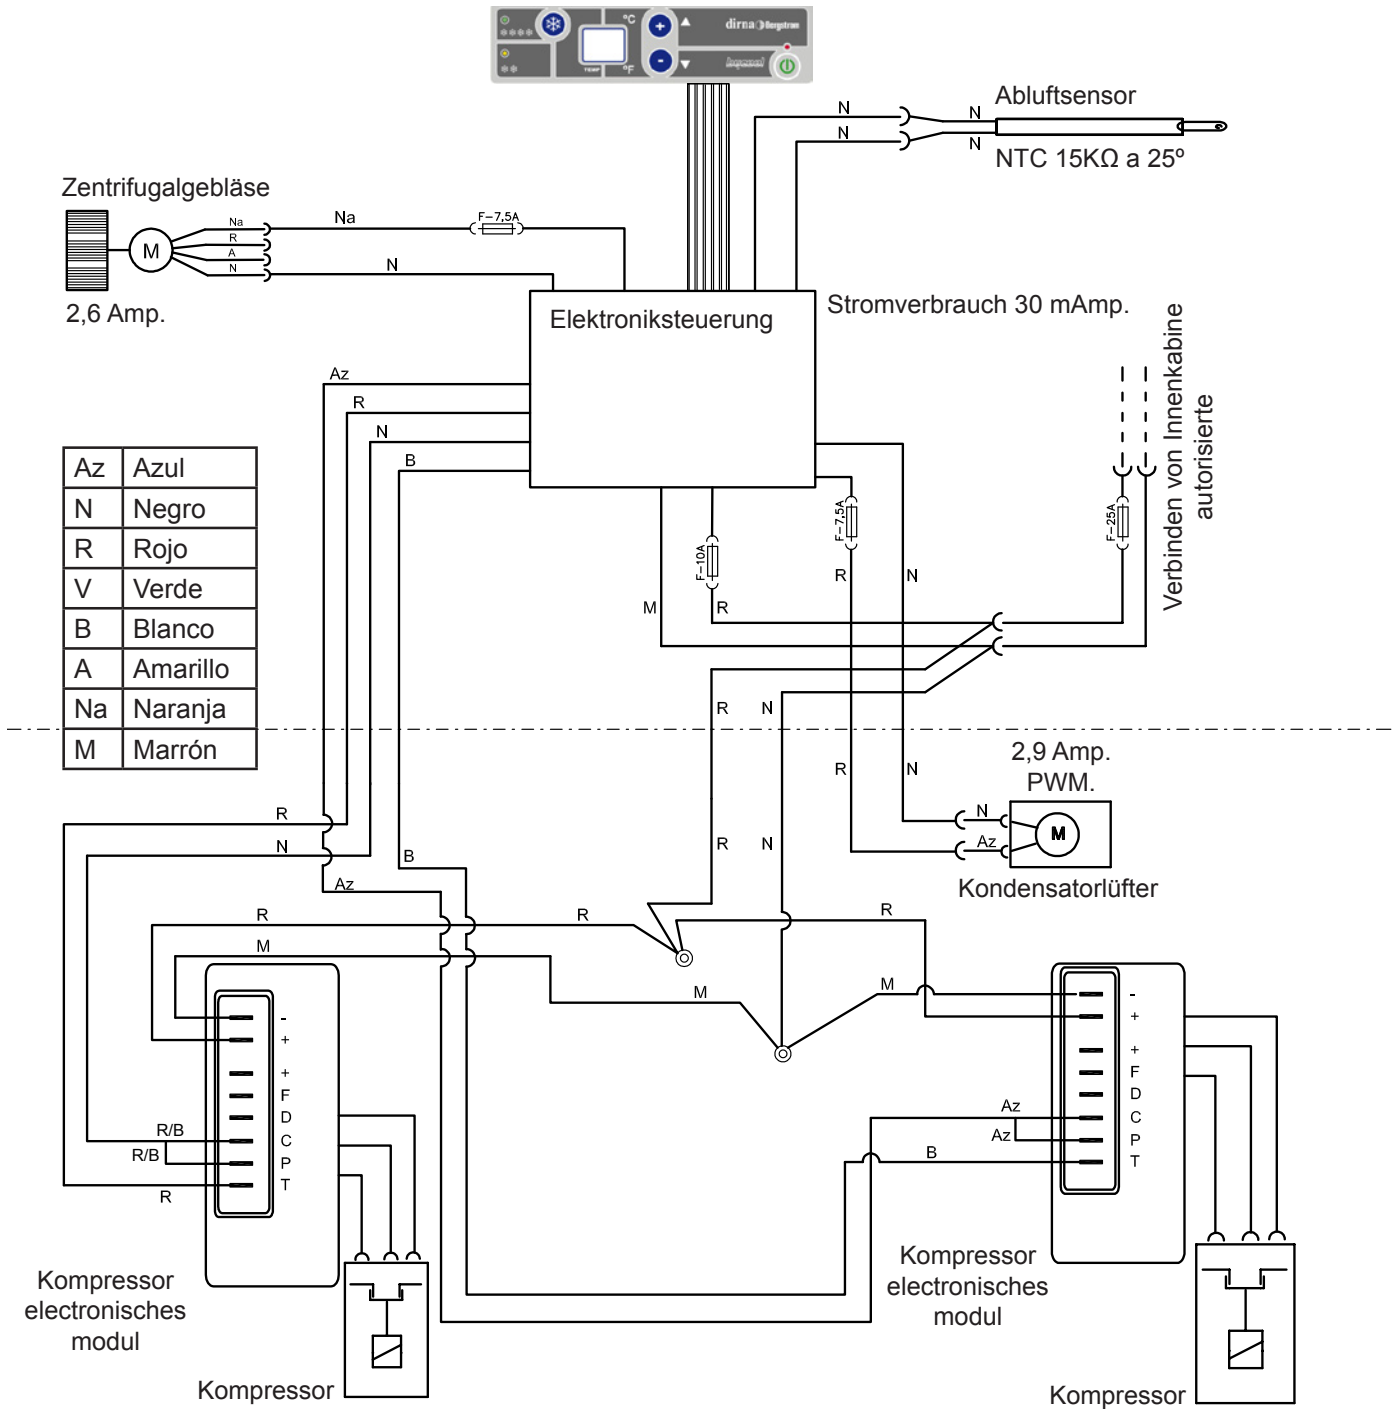 °C
+
dirna Bergstrom
-
TEMP
°F
N
N
N
N
Abluftsensor
NTC 15KΩ a 25º
Zentrifugalgebläse
Na
R
A
N
Na
F-7,5A
N
M
2,6 Amp.
Elektroniksteuerung
Stromverbrauch 30 mAmp.
Verbinden von Innenkabine
autorisierte
Az
R
N
B
Az Azul
N Negro
R Rojo
V Verde
B Blanco
A Amarillo
Na Naranja
M Marrón
F-10A
F-7,5A
F-25A
M
R
R
N
R
N
R
N
2,9 Amp.
PWM.
N
Az
M
Kondensatorlüfter
R
N
B
Az
R
N
R
R
R
M
M
M
-
+
+
F
D
C
P
T
R/B
R/B
R
-
+
+
F
D
C
P
T
Az
Az
B
Kompressor
electronisches
modul
Kompressor
Kompressor
electronisches
modul
Kompressor